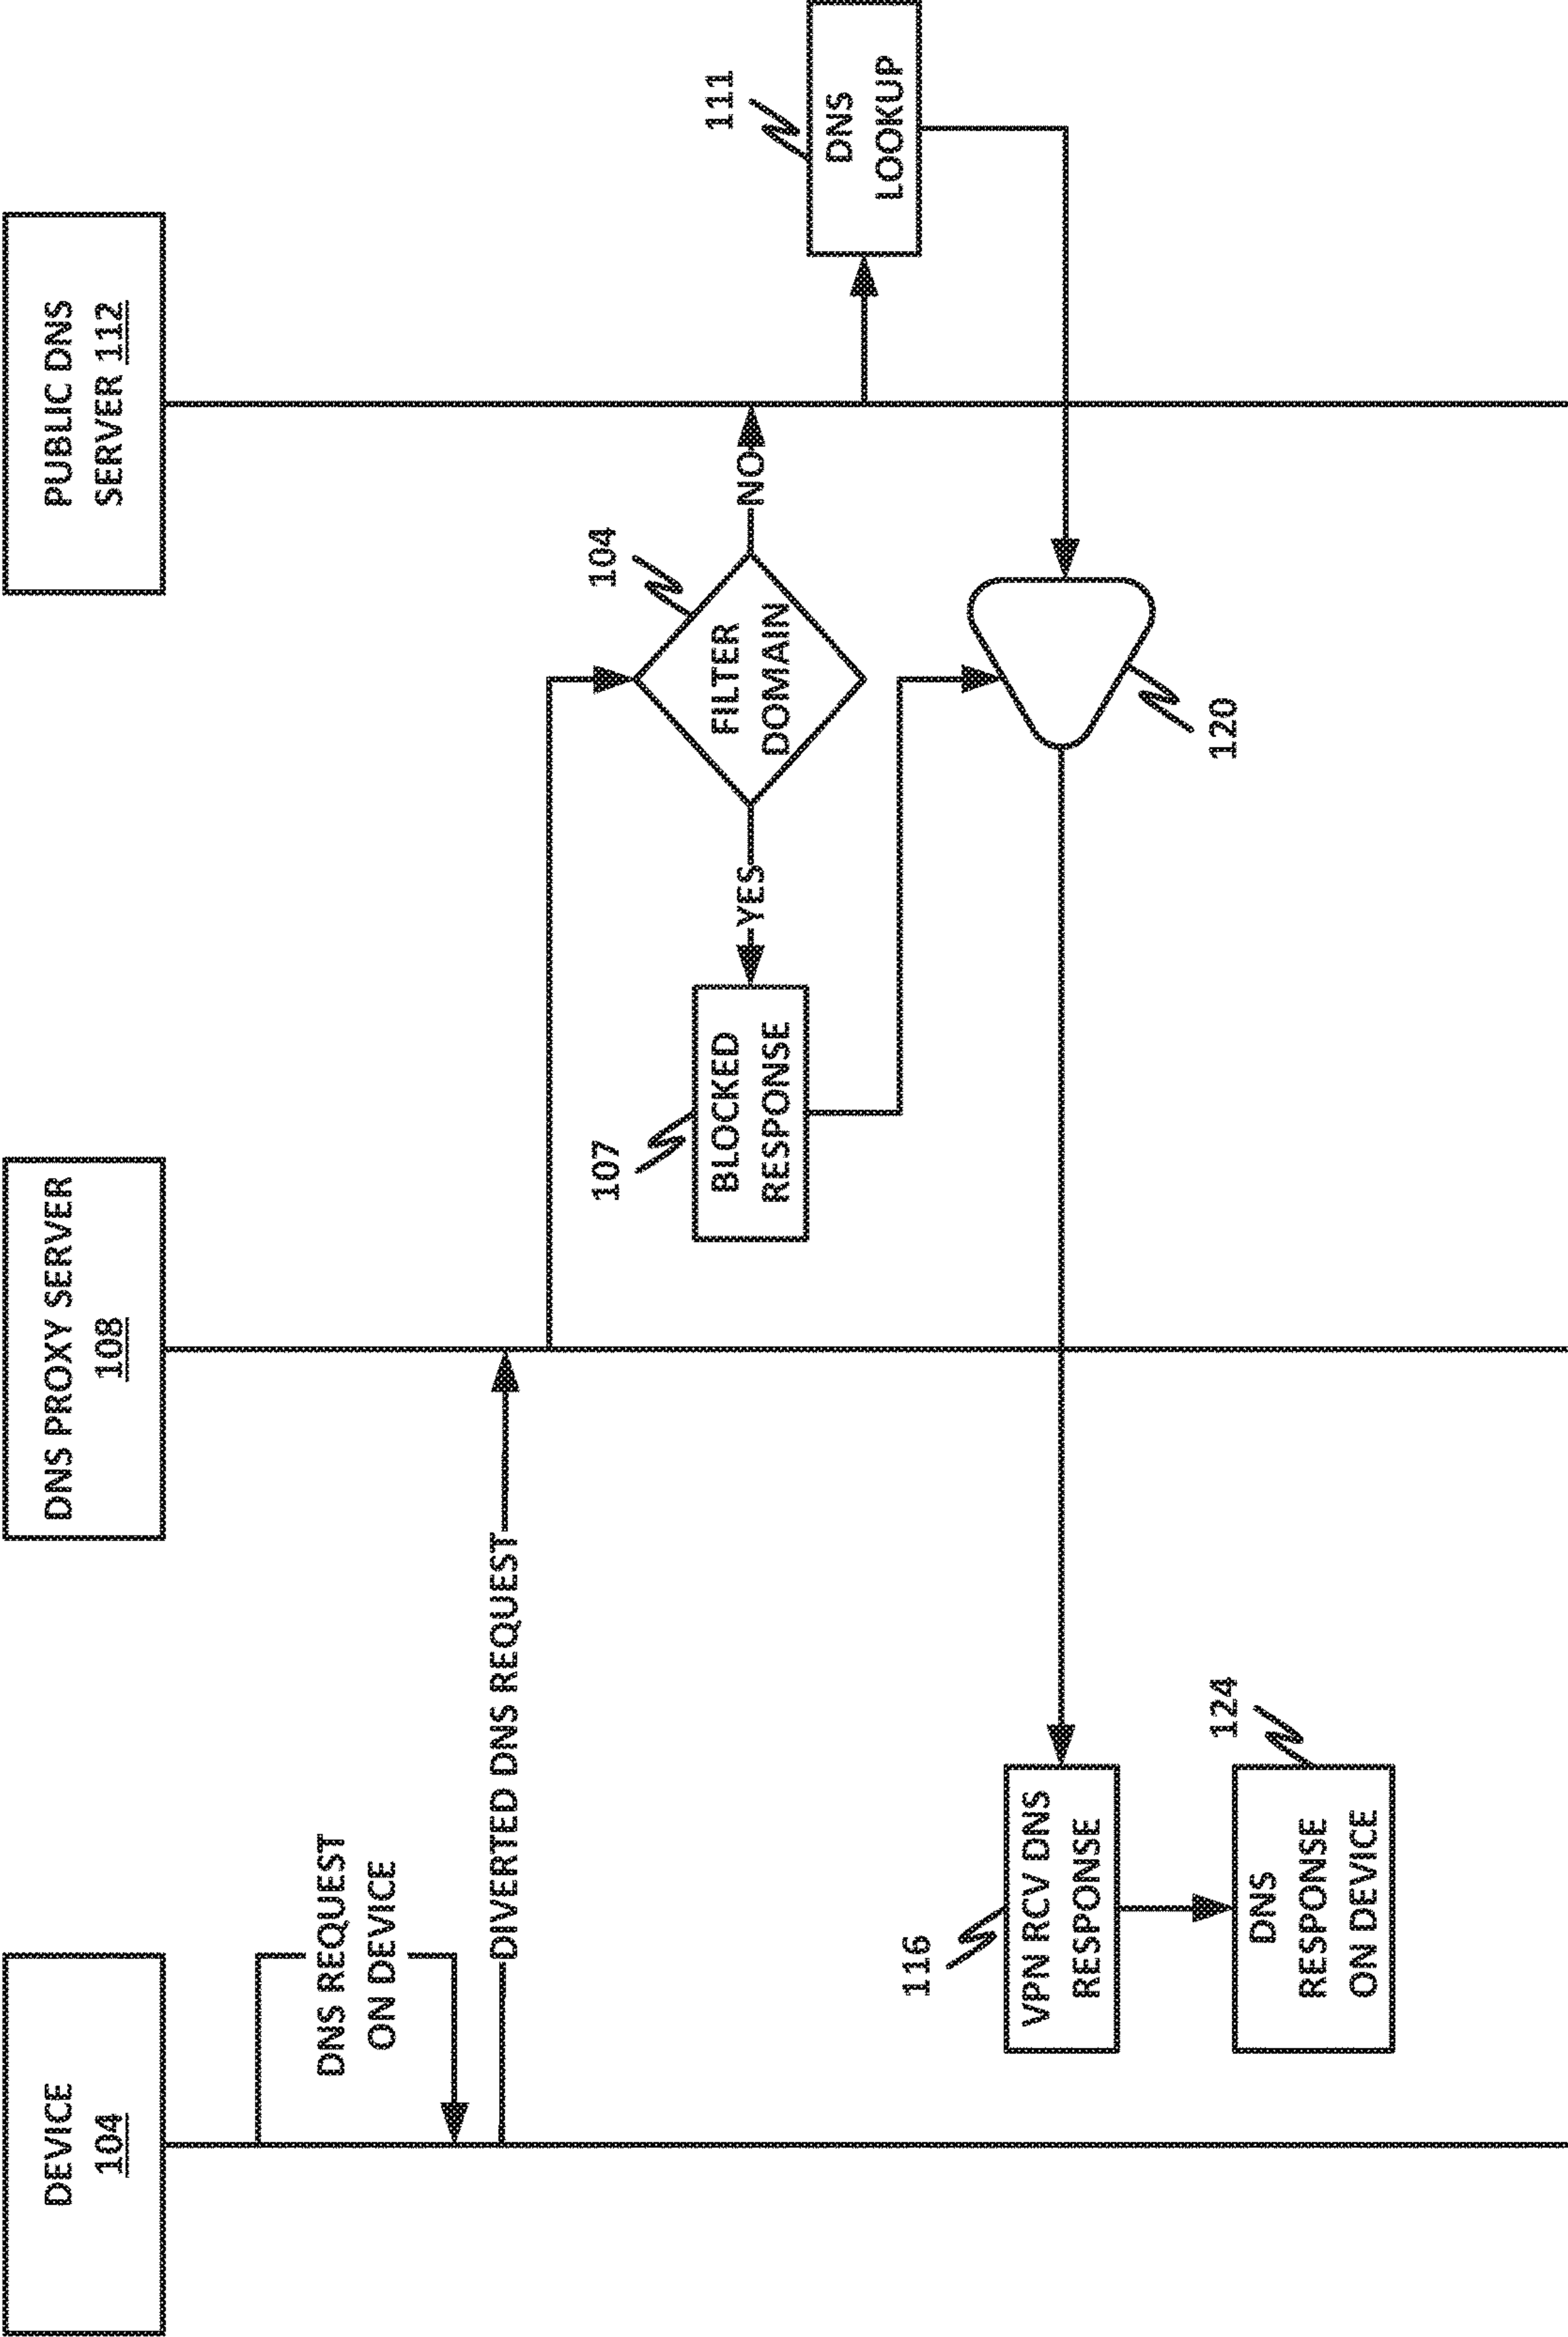 DEVICE
104
DNS PROXY SERVER
108
PUBLIC DNS
SERVER 112
DNS REQUEST
ON DEVICE
DIVERTED DNS REQUEST
104
FILTER
DOMAIN
YES
NO
107
BLOCKED
RESPONSE
111
DNS
LOOKUP
120
116
VPN RCV DNS
RESPONSE
124
DNS
RESPONSE
ON DEVICE